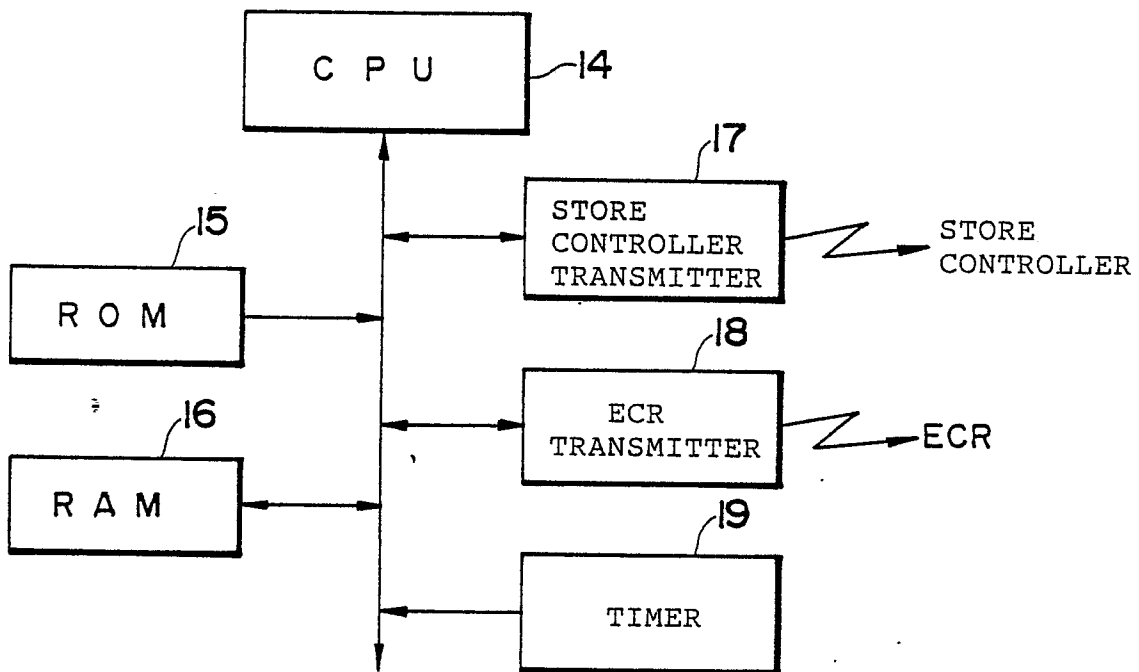 CPU
14
17
STORE
CONTROLLER
TRANSMITTER
STORE
CONTROLLER
15
ROM
18
ECR
TRANSMITTER
ECR
16
RAM
19
TIMER